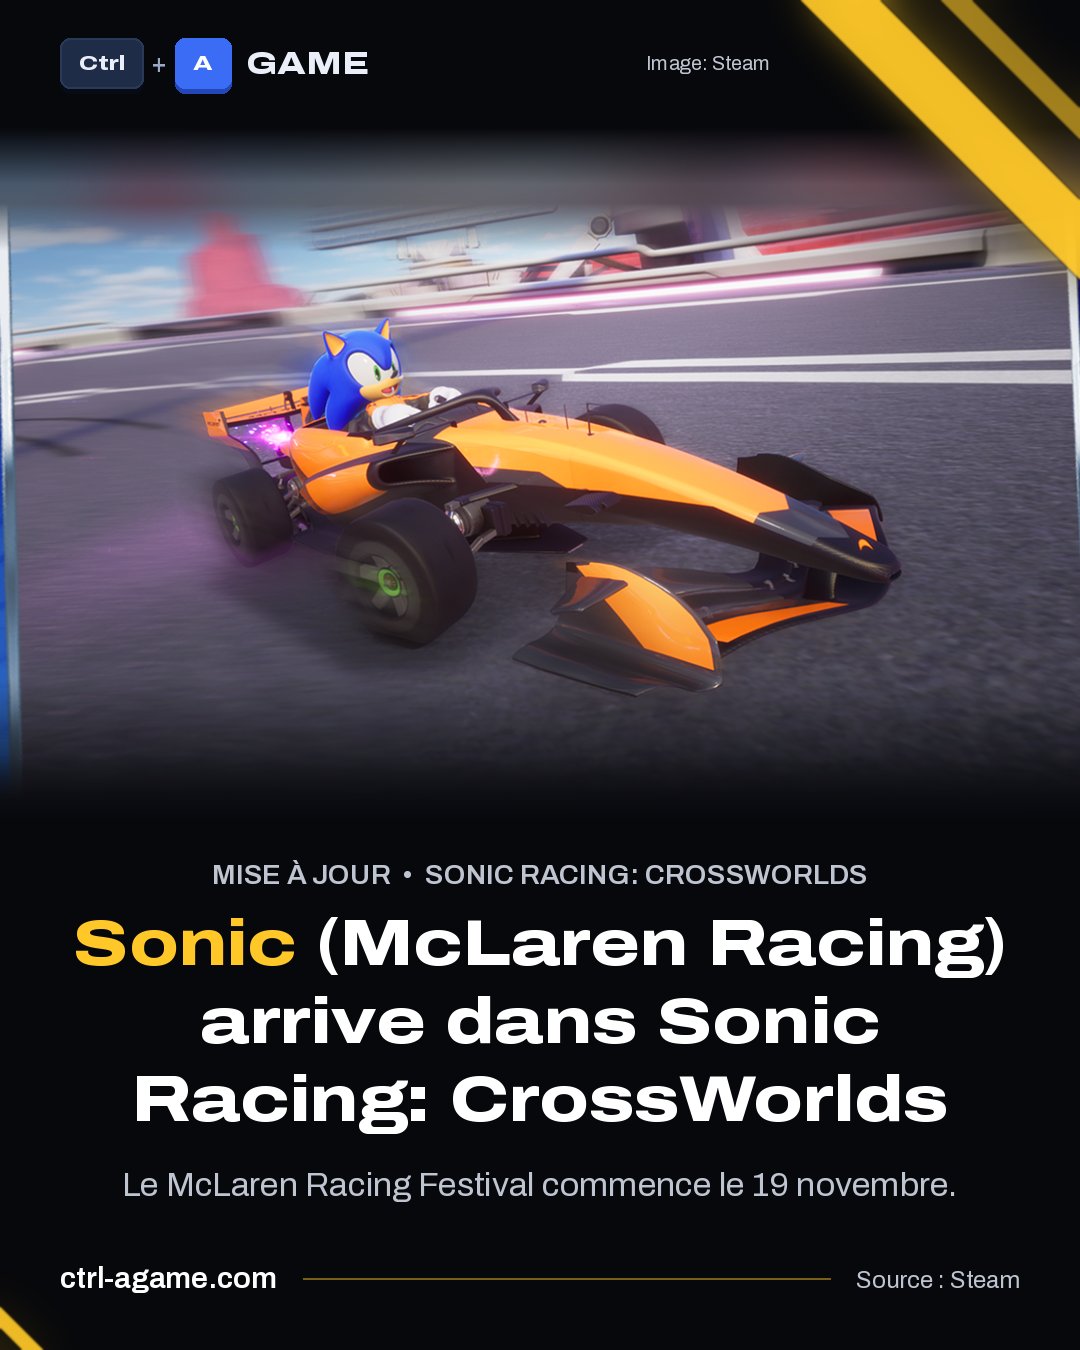 Ctrl + A GAME
Image: Steam
MISE À JOUR • SONIC RACING: CROSSWORLDS
Sonic (McLaren Racing)
arrive dans Sonic
Racing: CrossWorlds
Le McLaren Racing Festival commence le 19 novembre.
ctrl-agame.com
Source : Steam